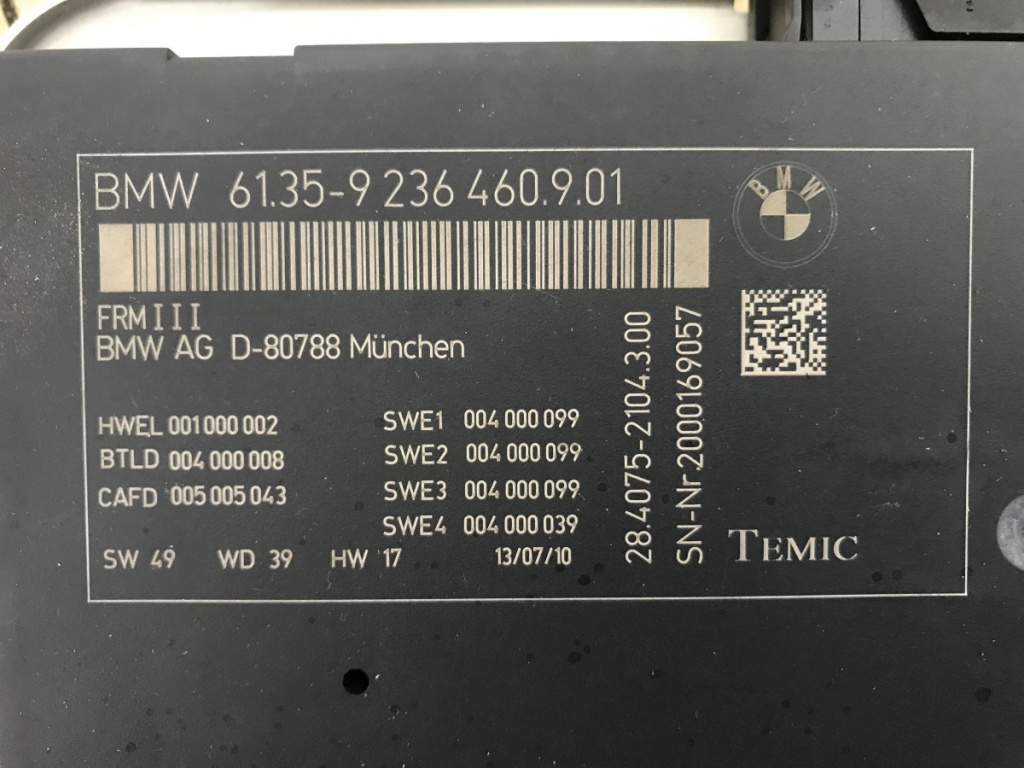 BMW 61.35-9 236 460.9.01
BMW
FRM III
BMW AG D-80788 München
HWEL 001 000 002
BTLD 004 000 008
CAFD 005 005 043
SWE1 004 000 099
SWE2 004 000 099
SWE3 004 000 099
SWE4 004 000 039
SW 49 WD 39 HW 17 13/07/10
28.4075-2104.3.00
SN-Nr.2000169057
TEMIC